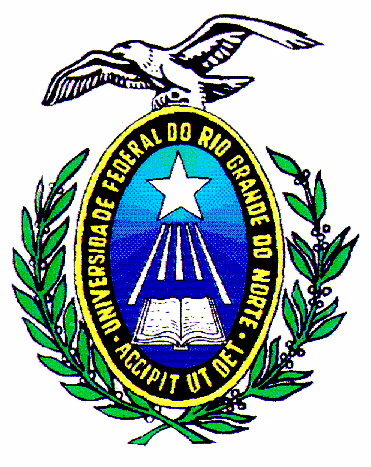 UNIVERSIDADE FEDERAL DO RIO GRANDE DO NORTE
ACCIPIT UT DET